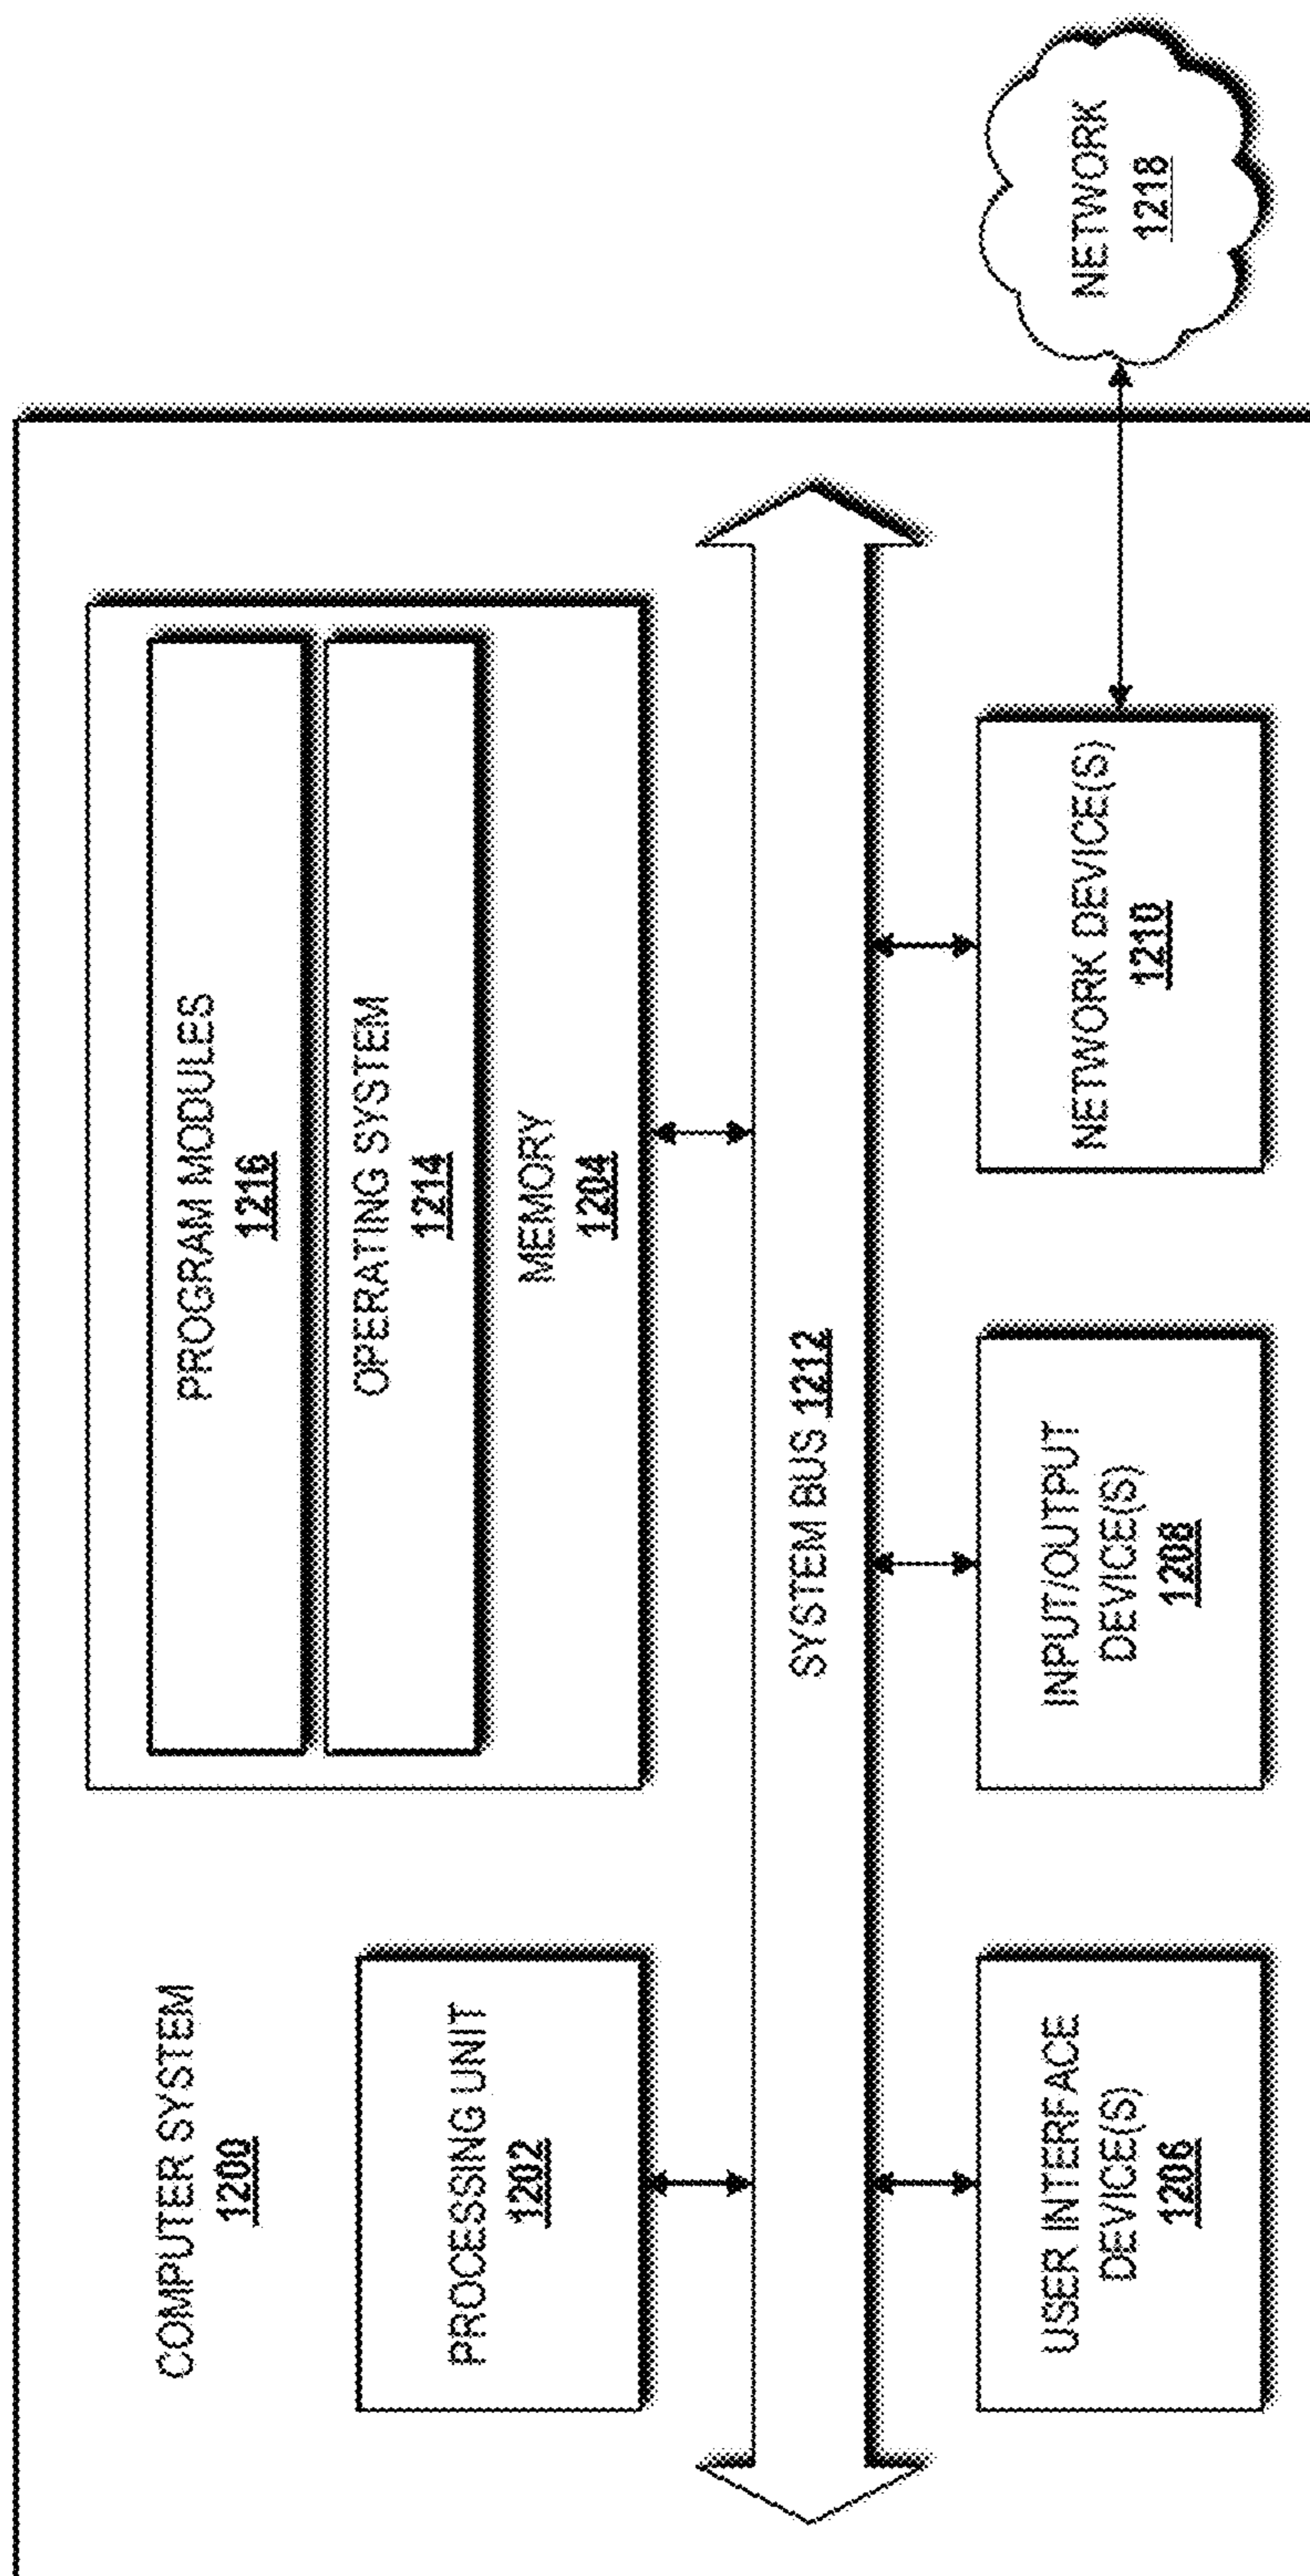 COMPUTER SYSTEM
1200
PROCESSING UNIT
1202
PROGRAM MODULES
1216
OPERATING SYSTEM
1214
MEMORY
1204
SYSTEM BUS 1212
USER INTERFACE
DEVICE(S)
1206
INPUT/OUTPUT
DEVICE(S)
1208
NETWORK DEVICE(S)
1210
NETWORK
1218